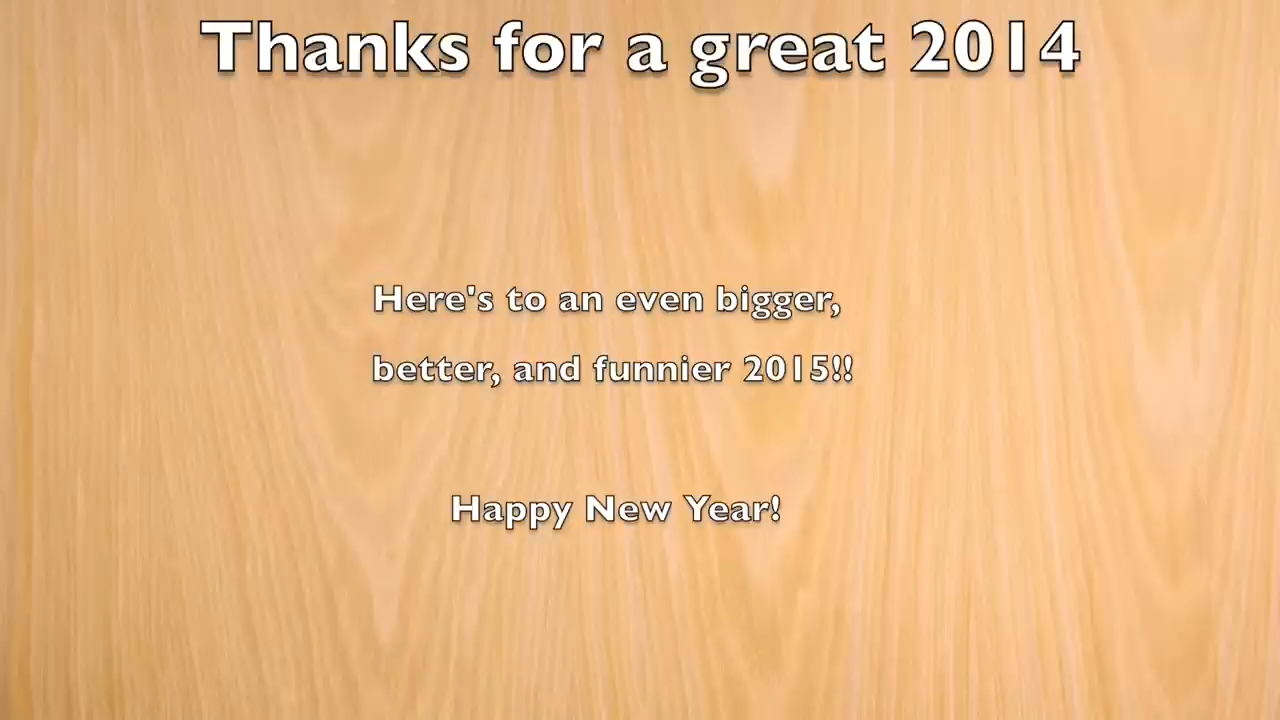 Thanks for a great 2014
Here's to an even bigger,
better, and funnier 2015!!
Happy New Year!